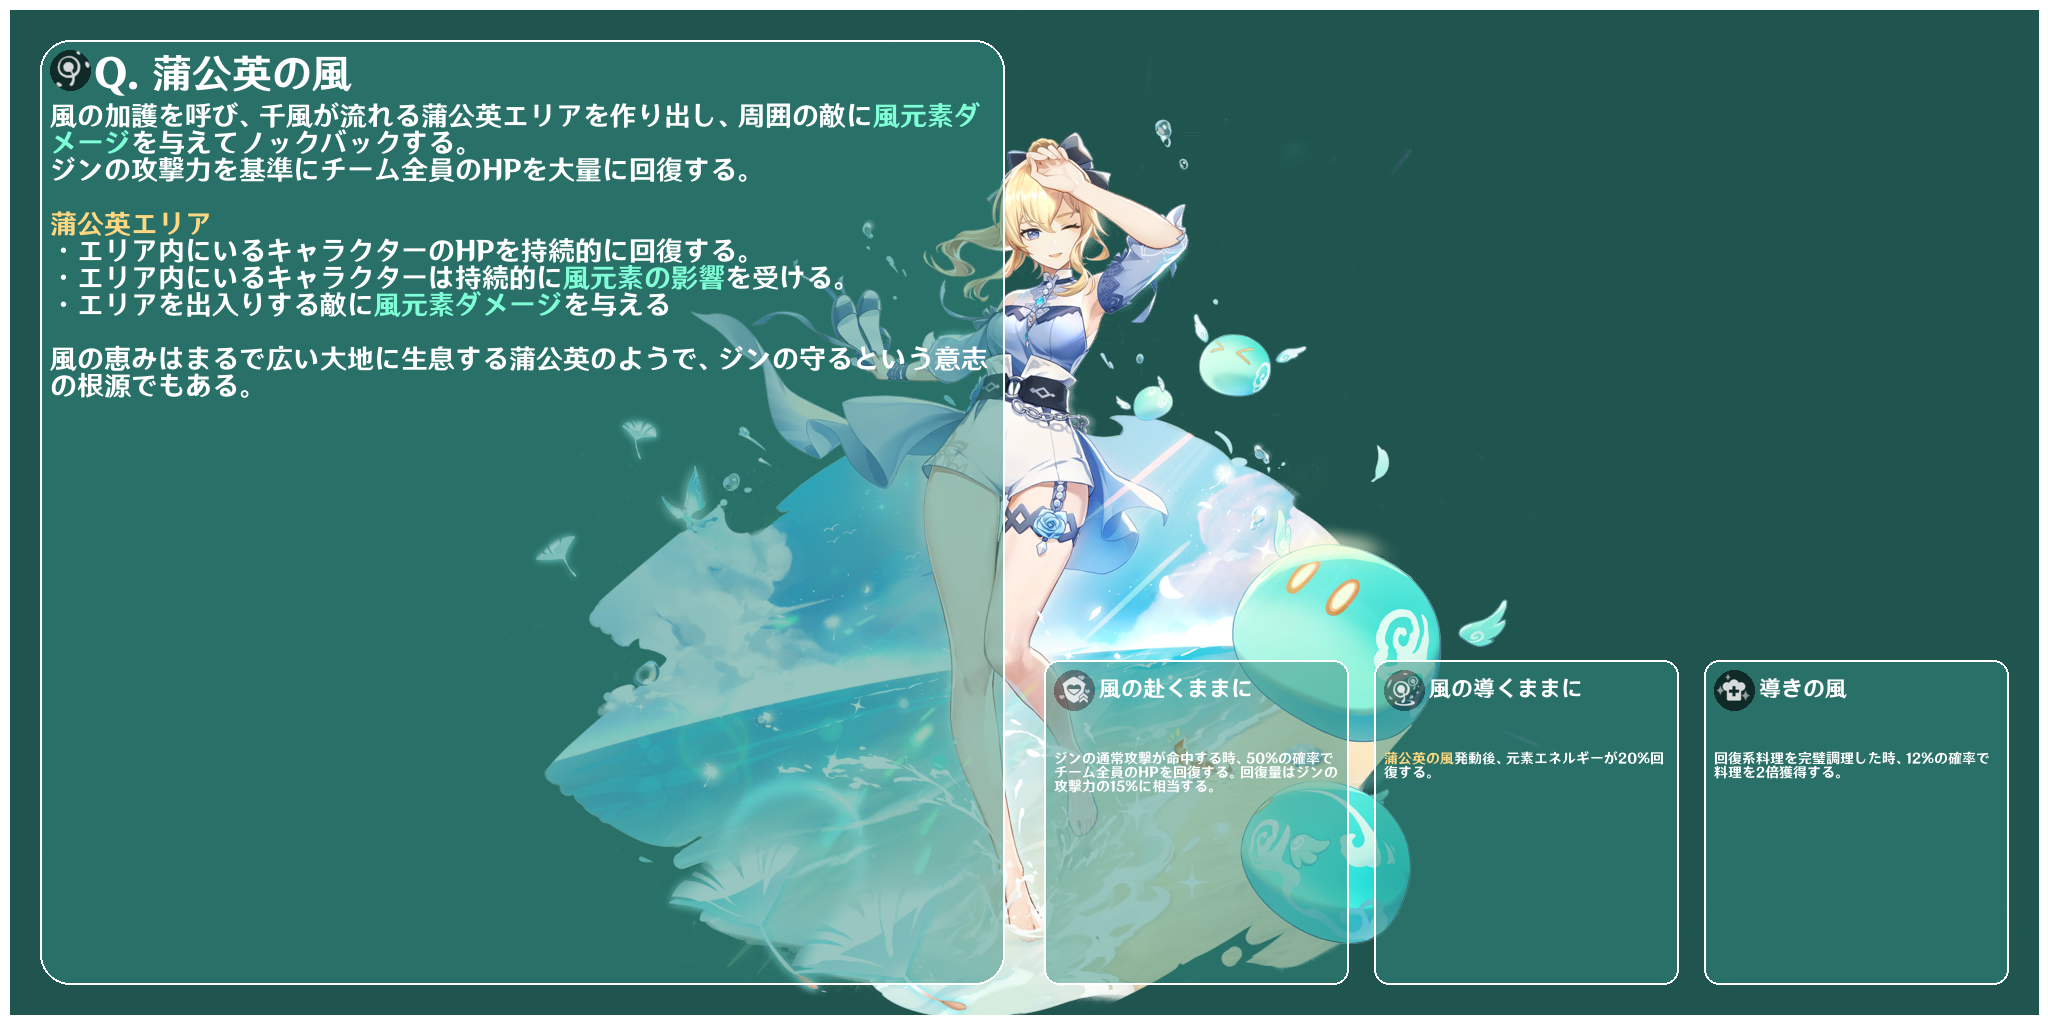 Q. 蒲公英の風
風の加護を呼び、千風が流れる蒲公英エリアを作り出し、周囲の敵に風元素ダ
メージを与えてノックバックする。
ジンの攻撃力を基準にチーム全員のHPを大量に回復する。
蒲公英エリア
・エリア内にいるキャラクターのHPを持続的に回復する。
・エリア内にいるキャラクターは持続的に風元素の影響を受ける。
・エリアを出入りする敵に風元素ダメージを与える
風の恵みはまるで広い大地に生息する蒲公英のようで、ジンの守るという意志
の根源でもある。
風の赴くままに
ジンの通常攻撃が命中する時、50%の確率で
チーム全員のHPを回復する。回復量はジンの
攻撃力の15%に相当する。
風の導くままに
蒲公英の風発動後、元素エネルギーが20%回
復する。
導きの風
回復系料理を完璧調理した時、12%の確率で
料理を2倍獲得する。